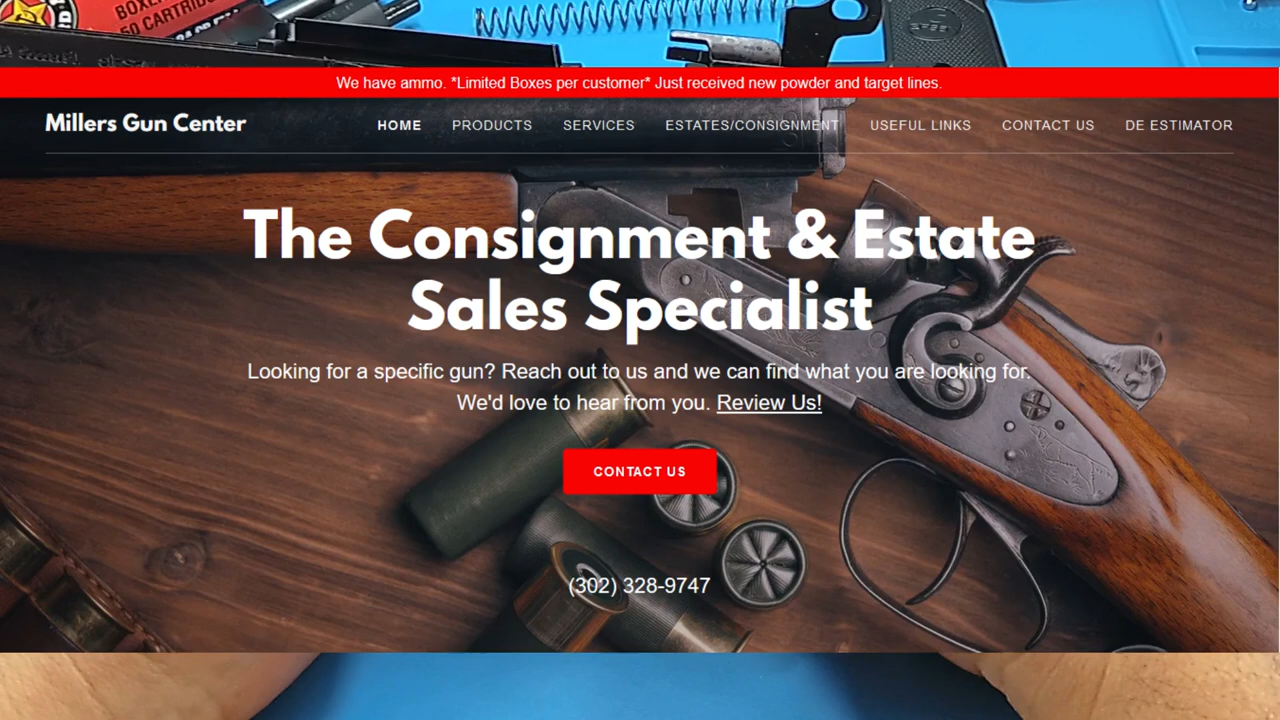 BOXER
50 CARTRIDG
We have ammo. *Limited Boxes per customer* Just received new powder and target lines.
Millers Gun Center
HOME PRODUCTS SERVICES ESTATES/CONSIGNMENT USEFUL LINKS CONTACT US DE ESTIMATOR
The Consignment & Estate
Sales Specialist
Looking for a specific gun? Reach out to us and we can find what you are looking for.
We'd love to hear from you. Review Us!
CONTACT US
(302) 328-9747